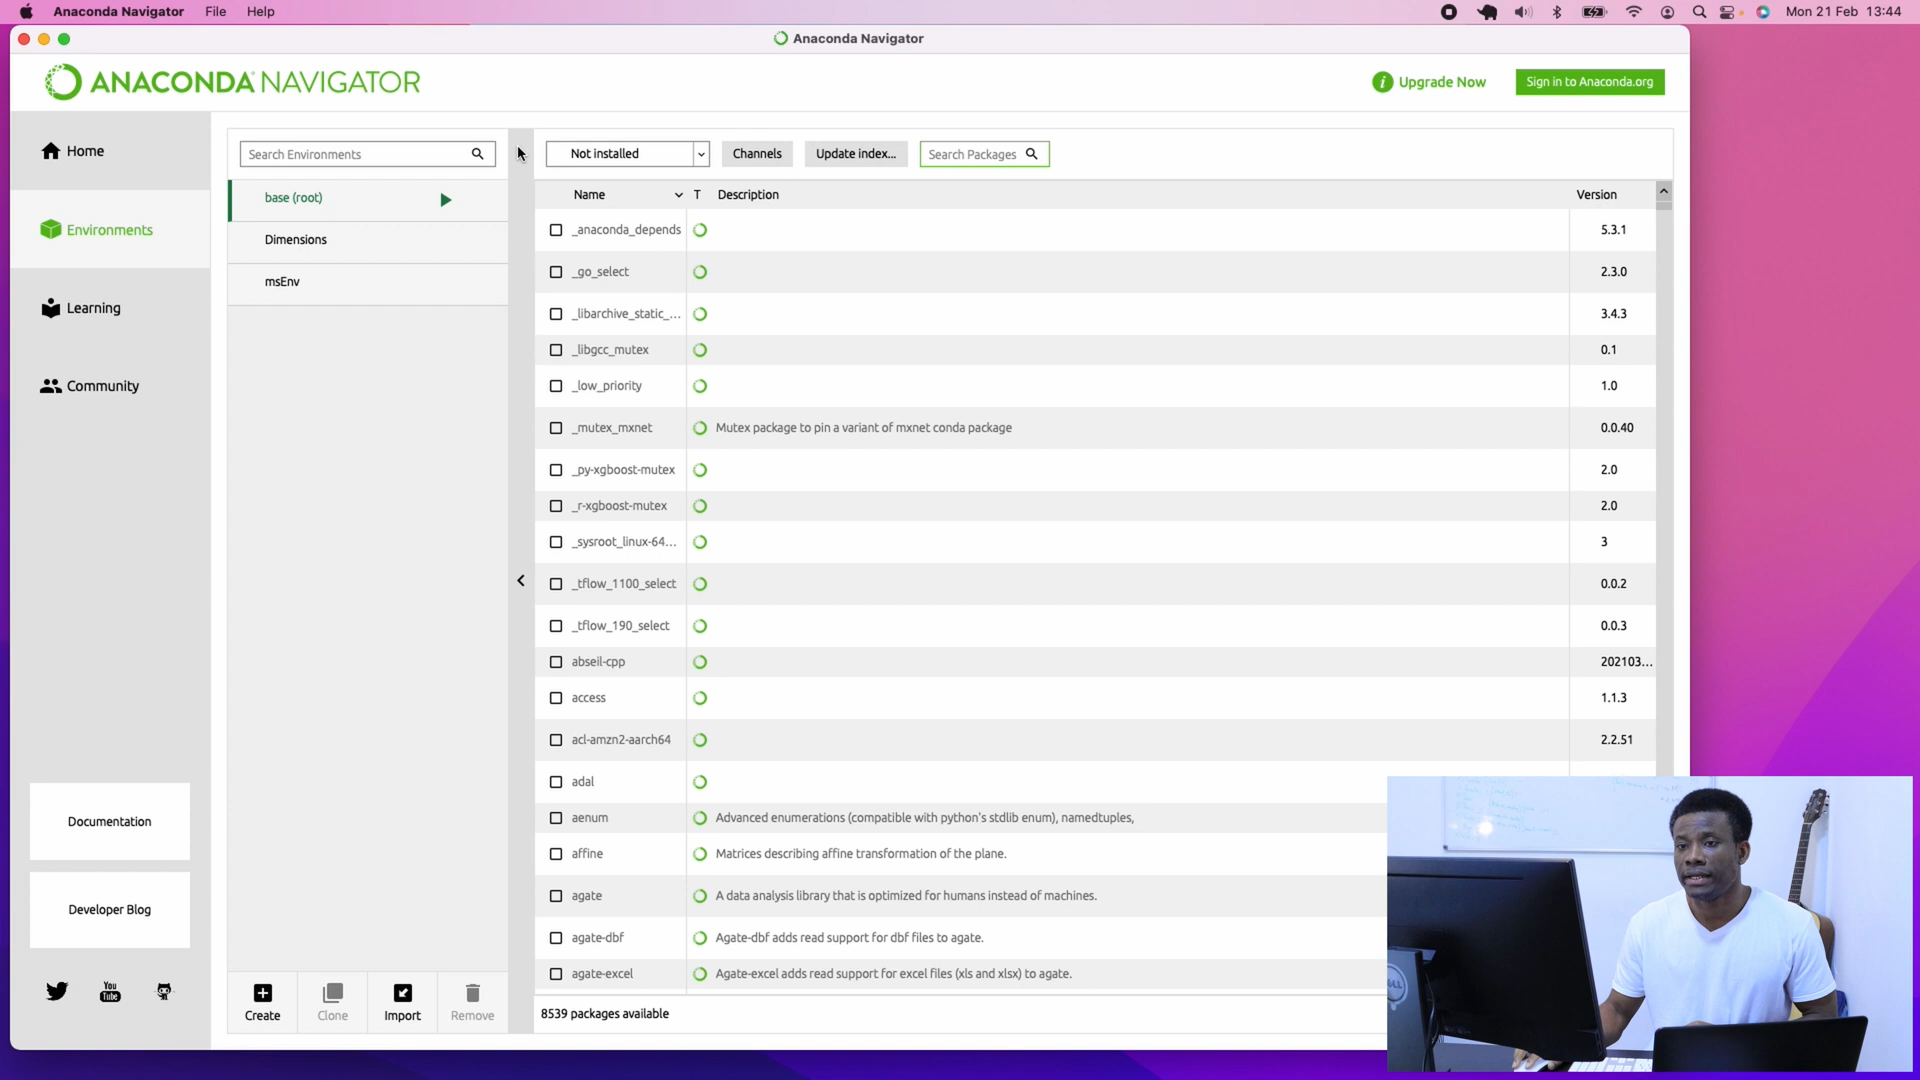 Anaconda Navigator File Help
Mon 21 Feb 13:44
Anaconda Navigator
ANACONDA NAVIGATOR
Upgrade Now
Sign in to Anaconda.org
Home
Environments
Learning
Community
Documentation
Developer Blog
You
Tube
Search Environments
base (root)
Dimensions
msEnv
Create
Clone
Import
Remove
Not installed
Channels
Update index...
Search Packages
Name T Description Version
_anaconda_depends 5.3.1
_go_select 2.3.0
_libarchive_static_... 3.4.3
_libgcc_mutex 0.1
_low_priority 1.0
_mutex_mxnet Mutex package to pin a variant of mxnet conda package 0.0.40
_py-xgboost-mutex 2.0
_r-xgboost-mutex 2.0
_sysroot_linux-64... 3
_tflow_1100_select 0.0.2
_tflow_190_select 0.0.3
abseil-cpp 202103...
access 1.1.3
acl-amzn2-aarch64 2.2.51
adal
aenum Advanced enumerations (compatible with python's stdlib enum), namedtuples,
affine Matrices describing affine transformation of the plane.
agate A data analysis library that is optimized for humans instead of machines.
agate-dbf Agate-dbf adds read support for dbf files to agate.
agate-excel Agate-excel adds read support for excel files (xls and xlsx) to agate.
8539 packages available
DELL